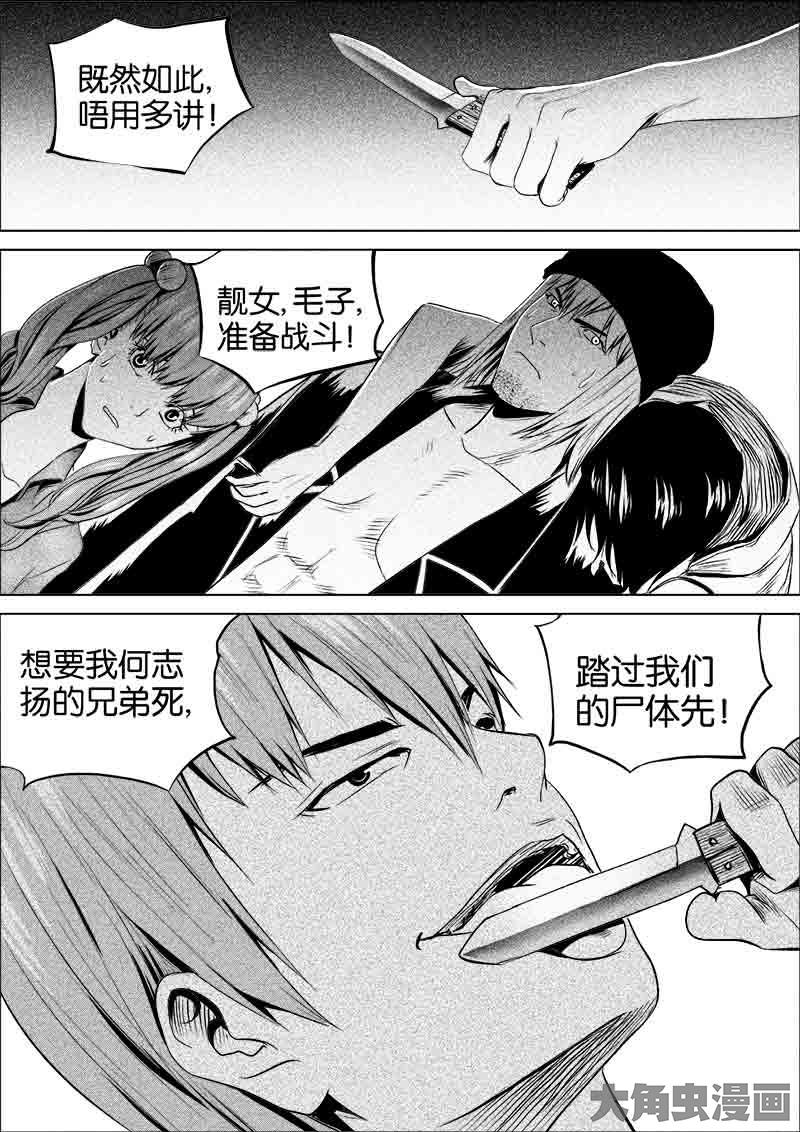 既然如此,
唔用多讲!
靓女,毛子,
准备战斗!
想要我何志
扬的兄弟死,
踏过我们
的尸体先!
大角虫漫画